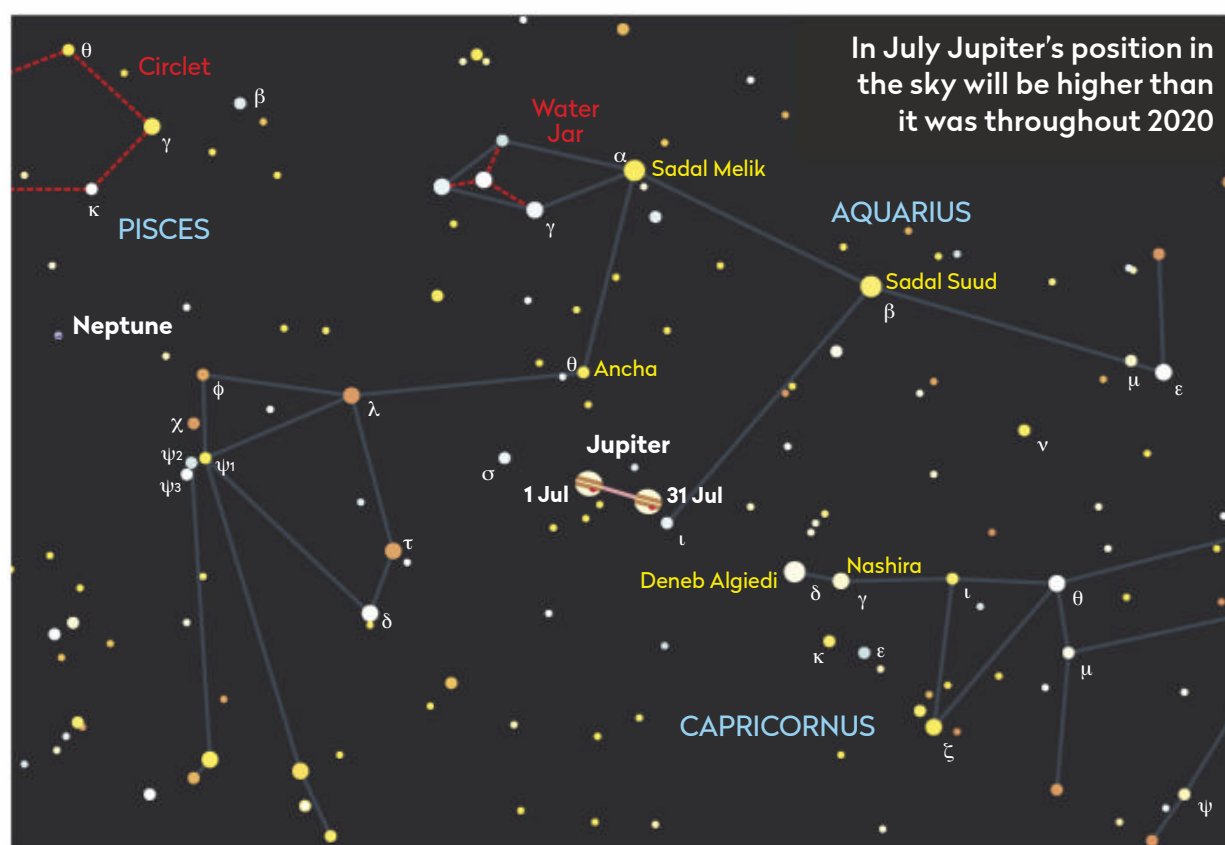 In July Jupiter’s position in
the sky will be higher than
it was throughout 2020
θ
Circlet
β
γ
κ
PISCES
Water
Jar
α
Sadal Melik
γ
AQUARIUS
Sadal Suud
β
Neptune
θ
Ancha
μ
ε
ϕ
λ
χ
ν
ψ2
ψ1
ψ3
σ
Jupiter
1 Jul
31 Jul
ι
τ
Deneb Algiedi
δ
Nashira
γ
ι
θ
δ
κ
ε
μ
CAPRICORNUS
ζ
ψ